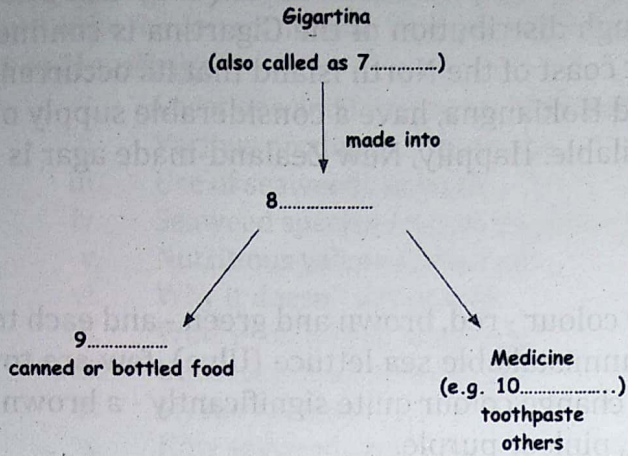 Gigartina
(also called as 7............)
made into
8..................
9...............
canned or bottled food
Medicine
(e.g. 10...............)
toothpaste
others